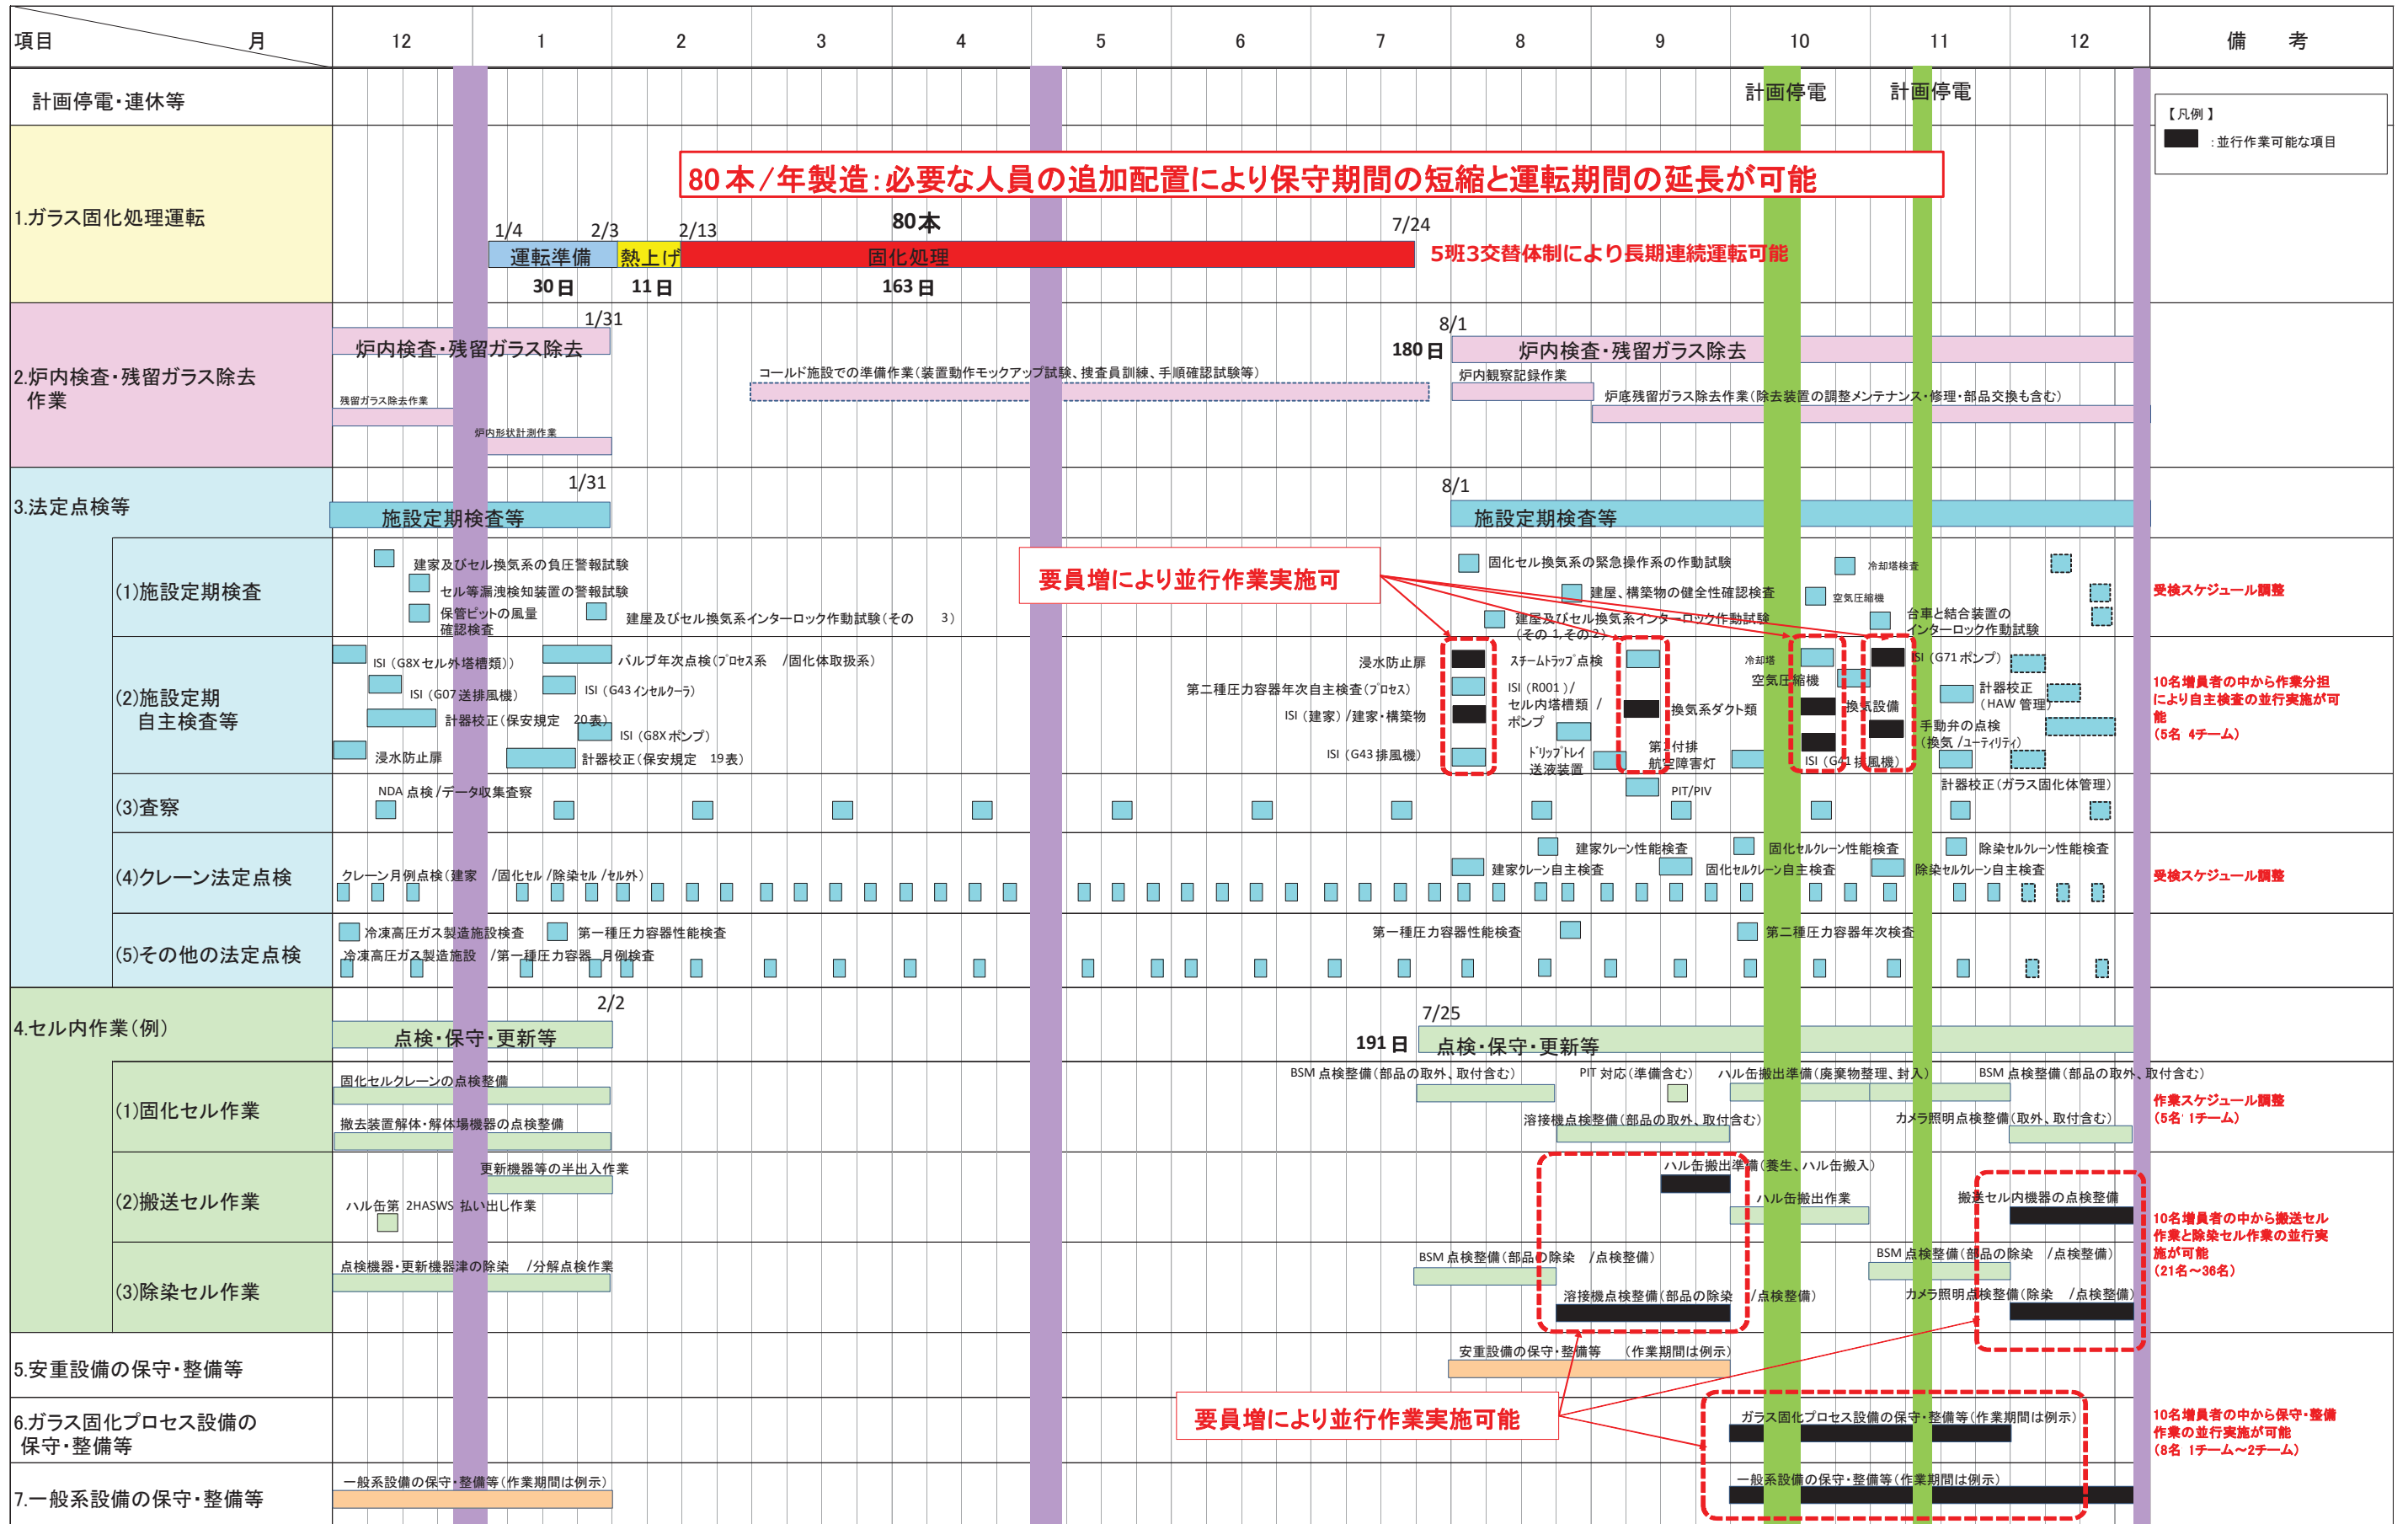 項目 月 12 1 2 3 4 5 6 7 8 9 10 11 12 備 考
計画停電・連休等
計画停電 計画停電
【凡例】
:並行作業可能な項目
1.ガラス固化処理運転
80本/年製造:必要な人員の追加配置により保守期間の短縮と運転期間の延長が可能
80本
1/4 2/3 2/13 7/24
運転準備 熱上げ 固化処理
5班3交替体制により長期連続運転可能
30日 11日 163日
2.炉内検査・残留ガラス除去
作業
1/31
炉内検査・残留ガラス除去
残留ガラス除去作業
炉内形状計測作業
コールド施設での準備作業(装置動作モックアップ試験、捜査員訓練、手順確認試験等)
8/1
180日
炉内検査・残留ガラス除去
炉内観察記録作業
炉底残留ガラス除去作業(除去装置の調整メンテナンス・修理・部品交換も含む)
3.法定点検等
1/31
施設定期検査等
8/1
施設定期検査等
(1)施設定期検査
建家及びセル換気系の負圧警報試験
セル等漏洩検知装置の警報試験
保管ピットの風量
確認検査
建屋及びセル換気系インターロック作動試験(その 3)
要員増により並行作業実施可
固化セル換気系の緊急操作系の作動試験
建屋、構築物の健全性確認検査
建屋及びセル換気系インターロック作動試験
(その 1,その2)
冷却塔検査
空気圧縮機
台車と結合装置の
インターロック作動試験
受検スケジュール調整
(2)施設定期
自主検査等
ISI (G8Xセル外塔槽類))
ISI (G07送排風機)
計器校正(保安規定 20表)
浸水防止扉
バルブ年次点検(プロセス系 /固化体取扱系)
ISI (G43インセルクーラ)
ISI (G8Xポンプ)
計器校正(保安規定 19表)
浸水防止扉
第二種圧力容器年次自主検査(プロセス)
ISI (建家)/建家・構築物
ISI (G43排風機)
スチームトラップ点検
ISI (R001)/
セル内塔槽類 /
ポンプ
ドリップトレイ
送液装置
換気系ダクト類
航空障害灯
冷却塔
空気圧縮機
換気設備
ISI (G41排風機)
ISI (G71ポンプ)
計器校正
(HAW管理)
手動弁の点検
(換気/ユーティリティ)
10名増員者の中から作業分担
により自主検査の並行実施が可
能
(5名 4チーム)
(3)査察
NDA点検/データ収集査察
PIT/PIV
計器校正(ガラス固化体管理)
(4)クレーン法定点検
クレーン月例点検(建家 /固化セル/除染セル/セル外)
建家クレーン性能検査
建家クレーン自主検査
固化セルクレーン性能検査
固化セルクレーン自主検査
除染セルクレーン性能検査
除染セルクレーン自主検査
受検スケジュール調整
(5)その他の法定点検
冷凍高圧ガス製造施設検査
第一種圧力容器性能検査
冷凍高圧ガス製造施設 /第一種圧力容器 月例検査
第一種圧力容器性能検査
第二種圧力容器年次検査
4.セル内作業(例)
2/2
点検・保守・更新等
7/25
191日
点検・保守・更新等
(1)固化セル作業
固化セルクレーンの点検整備
撤去装置解体・解体場機器の点検整備
BSM点検整備(部品の取外、取付含む)
PIT対応(準備含む)
ハル缶搬出準備(廃棄物整理、封入)
BSM点検整備(部品の取外、取付含む)
溶接機点検整備(部品の取外、取付含む)
カメラ照明点検整備(取外、取付含む)
作業スケジュール調整
(5名 1チーム)
(2)搬送セル作業
更新機器等の半出入作業
ハル缶第 2HASWS 払い出し作業
ハル缶搬出準備(養生、ハル缶搬入)
ハル缶搬出作業
搬送セル内機器の点検整備
10名増員者の中から搬送セル
作業と除染セル作業の並行実
施が可能
(21名~36名)
(3)除染セル作業
点検機器・更新機器津の除染 /分解点検作業
BSM点検整備(部品の除染 /点検整備)
溶接機点検整備(部品の除染 /点検整備)
BSM点検整備(部品の除染 /点検整備)
カメラ照明点検整備(除染 /点検整備)
5.安重設備の保守・整備等
安重設備の保守・整備等 (作業期間は例示)
要員増により並行作業実施可能
6.ガラス固化プロセス設備の
保守・整備等
ガラス固化プロセス設備の保守・整備等(作業期間は例示)
10名増員者の中から保守・整備
作業の並行実施が可能
(8名 1チーム~2チーム)
7.一般系設備の保守・整備等
一般系設備の保守・整備等(作業期間は例示)
一般系設備の保守・整備等(作業期間は例示)